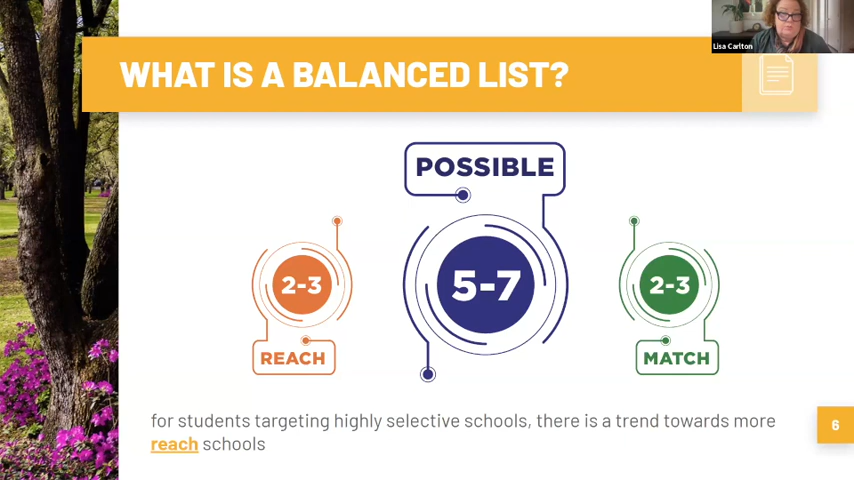 Lisa Carlton
WHAT IS A BALANCED LIST?
POSSIBLE
2-3
5-7
2-3
REACH
MATCH
for students targeting highly selective schools, there is a trend towards more
reach schools
6